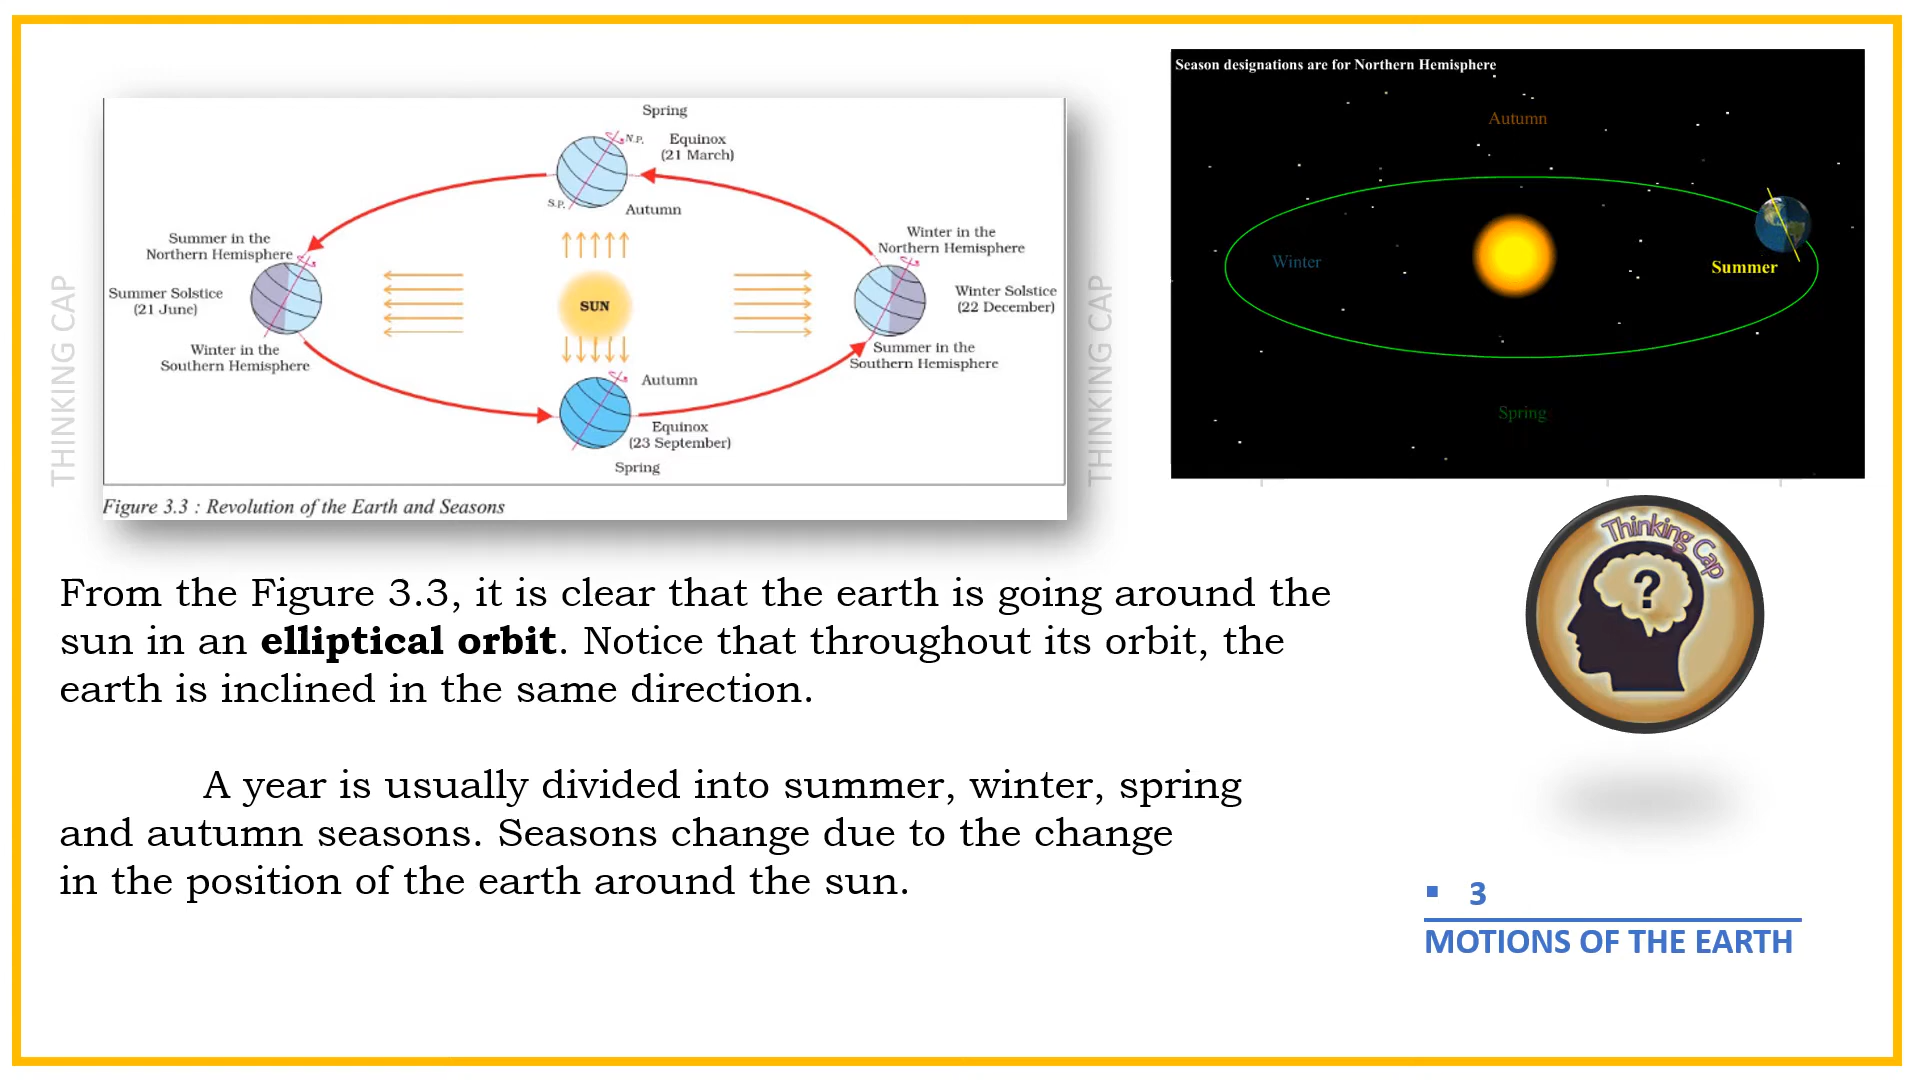 Season designations are for Northern Hemisphere
Autumn
Winter
Summer
Spring
Spring
N.P.
Equinox
(21 March)
S.P.
Autumn
Summer in the
Northern Hemisphere
Summer Solstice
(21 June)
Winter in the
Southern Hemisphere
SUN
Winter in the
Northern Hemisphere
Winter Solstice
(22 December)
Summer in the
Southern Hemisphere
Autumn
Equinox
(23 September)
Spring
Figure 3.3 : Revolution of the Earth and Seasons
THINKING CAP
THINKING CAP
Thinking Cap
?
From the Figure 3.3, it is clear that the earth is going around the
sun in an elliptical orbit. Notice that throughout its orbit, the
earth is inclined in the same direction.
A year is usually divided into summer, winter, spring
and autumn seasons. Seasons change due to the change
in the position of the earth around the sun.
▪ 3
MOTIONS OF THE EARTH